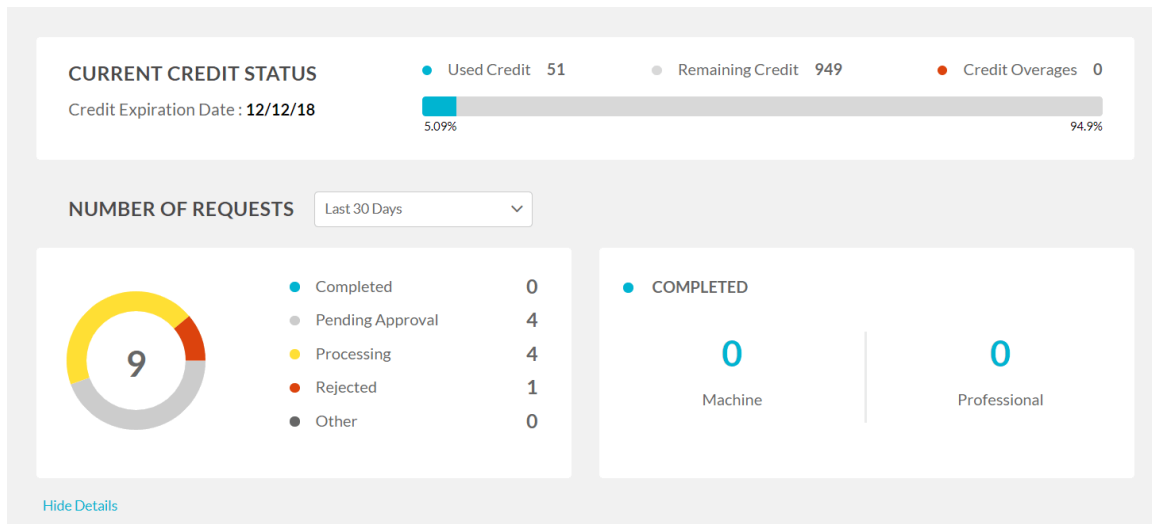 CURRENT CREDIT STATUS
Credit Expiration Date : 12/12/18
Used Credit 51
Remaining Credit 949
Credit Overages 0
5.09%
94.9%
NUMBER OF REQUESTS
Last 30 Days
9
Completed 0
Pending Approval 4
Processing 4
Rejected 1
Other 0
COMPLETED
0
Machine
0
Professional
Hide Details